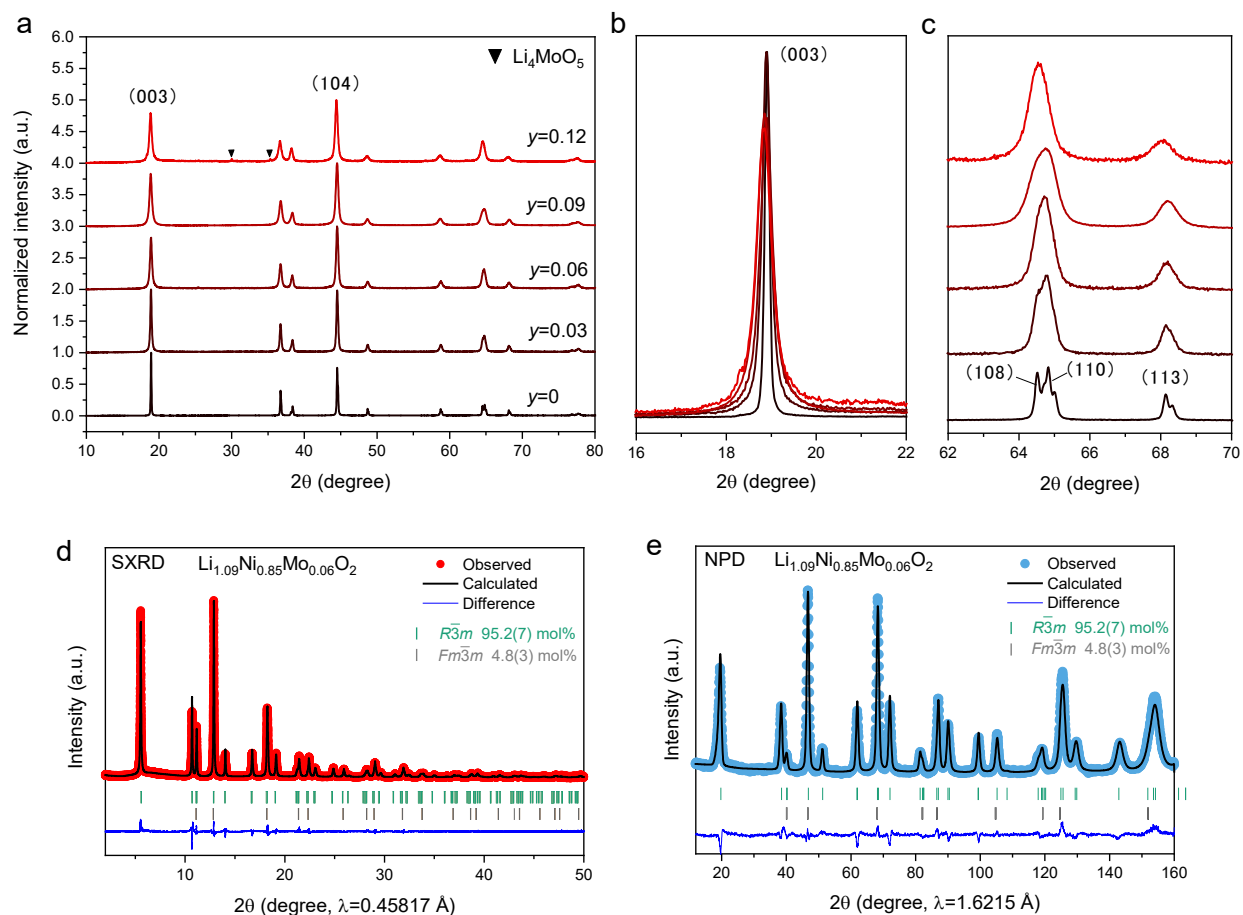 a
Normalized intensity (a.u.)
6.0
5.5
5.0
4.5
4.0
3.5
3.0
2.5
2.0
1.5
1.0
0.5
0.0
▼ Li₄MoO₅
(003)
(104)
y=0.12
y=0.09
y=0.06
y=0.03
y=0
10 20 30 40 50 60 70 80
2θ (degree)
b
(003)
16 18 20 22
2θ (degree)
c
(108)
(110)
(113)
62 64 66 68 70
2θ (degree)
d
SXRD Li₁.₀₉Ni₀.₈₅Mo₀.₀₆O₂
Observed
Calculated
Difference
R3̅m 95.2(7) mol%
Fm3̅m 4.8(3) mol%
Intensity (a.u.)
10 20 30 40 50
2θ (degree, λ=0.45817 Å)
e
NPD Li₁.₀₉Ni₀.₈₅Mo₀.₀₆O₂
Observed
Calculated
Difference
R3̅m 95.2(7) mol%
Fm3̅m 4.8(3) mol%
Intensity (a.u.)
20 40 60 80 100 120 140 160
2θ (degree, λ=1.6215 Å)